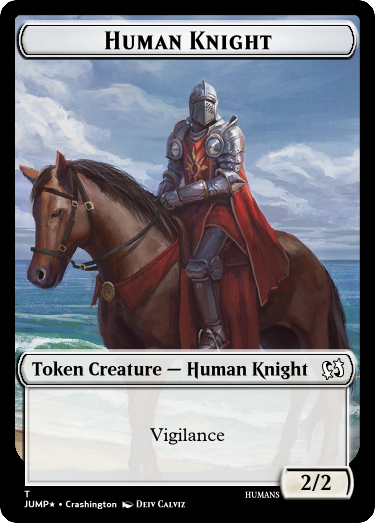 Human Knight
Token Creature — Human Knight
Vigilance
2/2
T
HUMANS
JUMP★ • Crashington Deiv Calviz